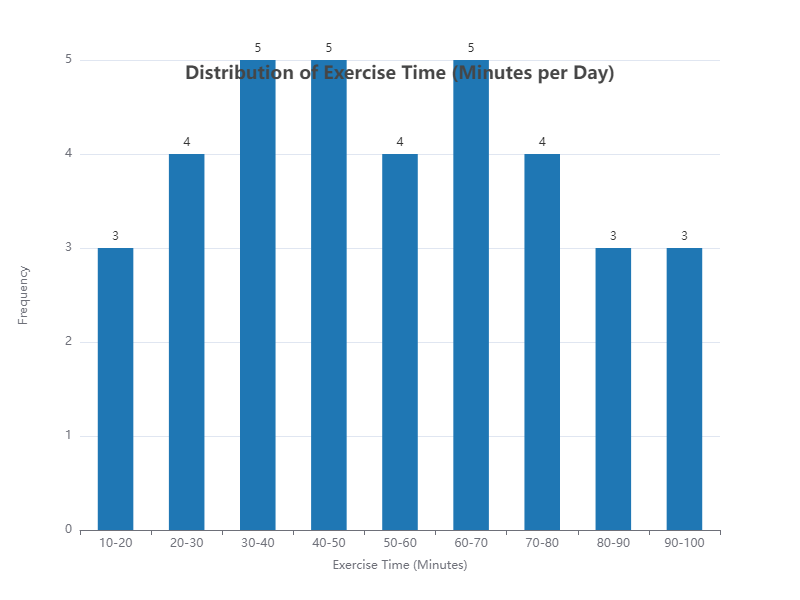 5 5 5
5
Distribution of Exercise Time (Minutes per Day)
4 4 4
4
3 3 3
3
Frequency
2
1
0
10-20 20-30 30-40 40-50 50-60 60-70 70-80 80-90 90-100
Exercise Time (Minutes)